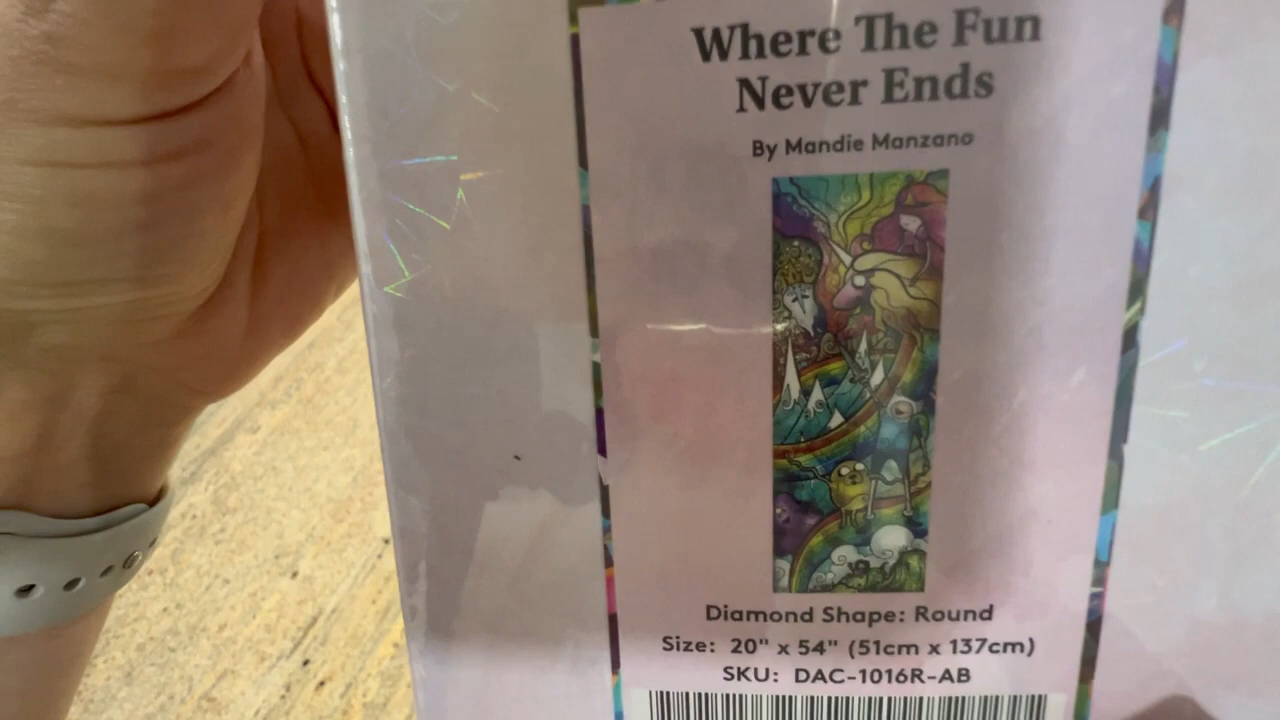 Where The Fun
Never Ends
By Mandie Manzano
Diamond Shape: Round
Size: 20" x 54" (51cm x 137cm)
SKU: DAC-1016R-AB